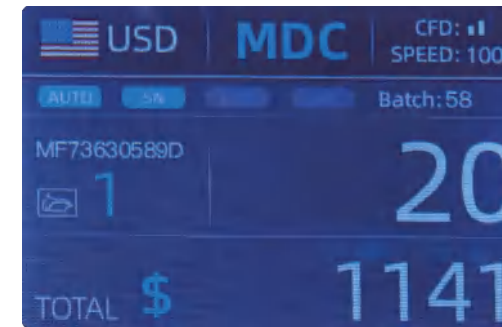 USD MDC CFD:
SPEED: 100
AUTO SN Batch: 58
MF73630589D
1 20
TOTAL $ 1141